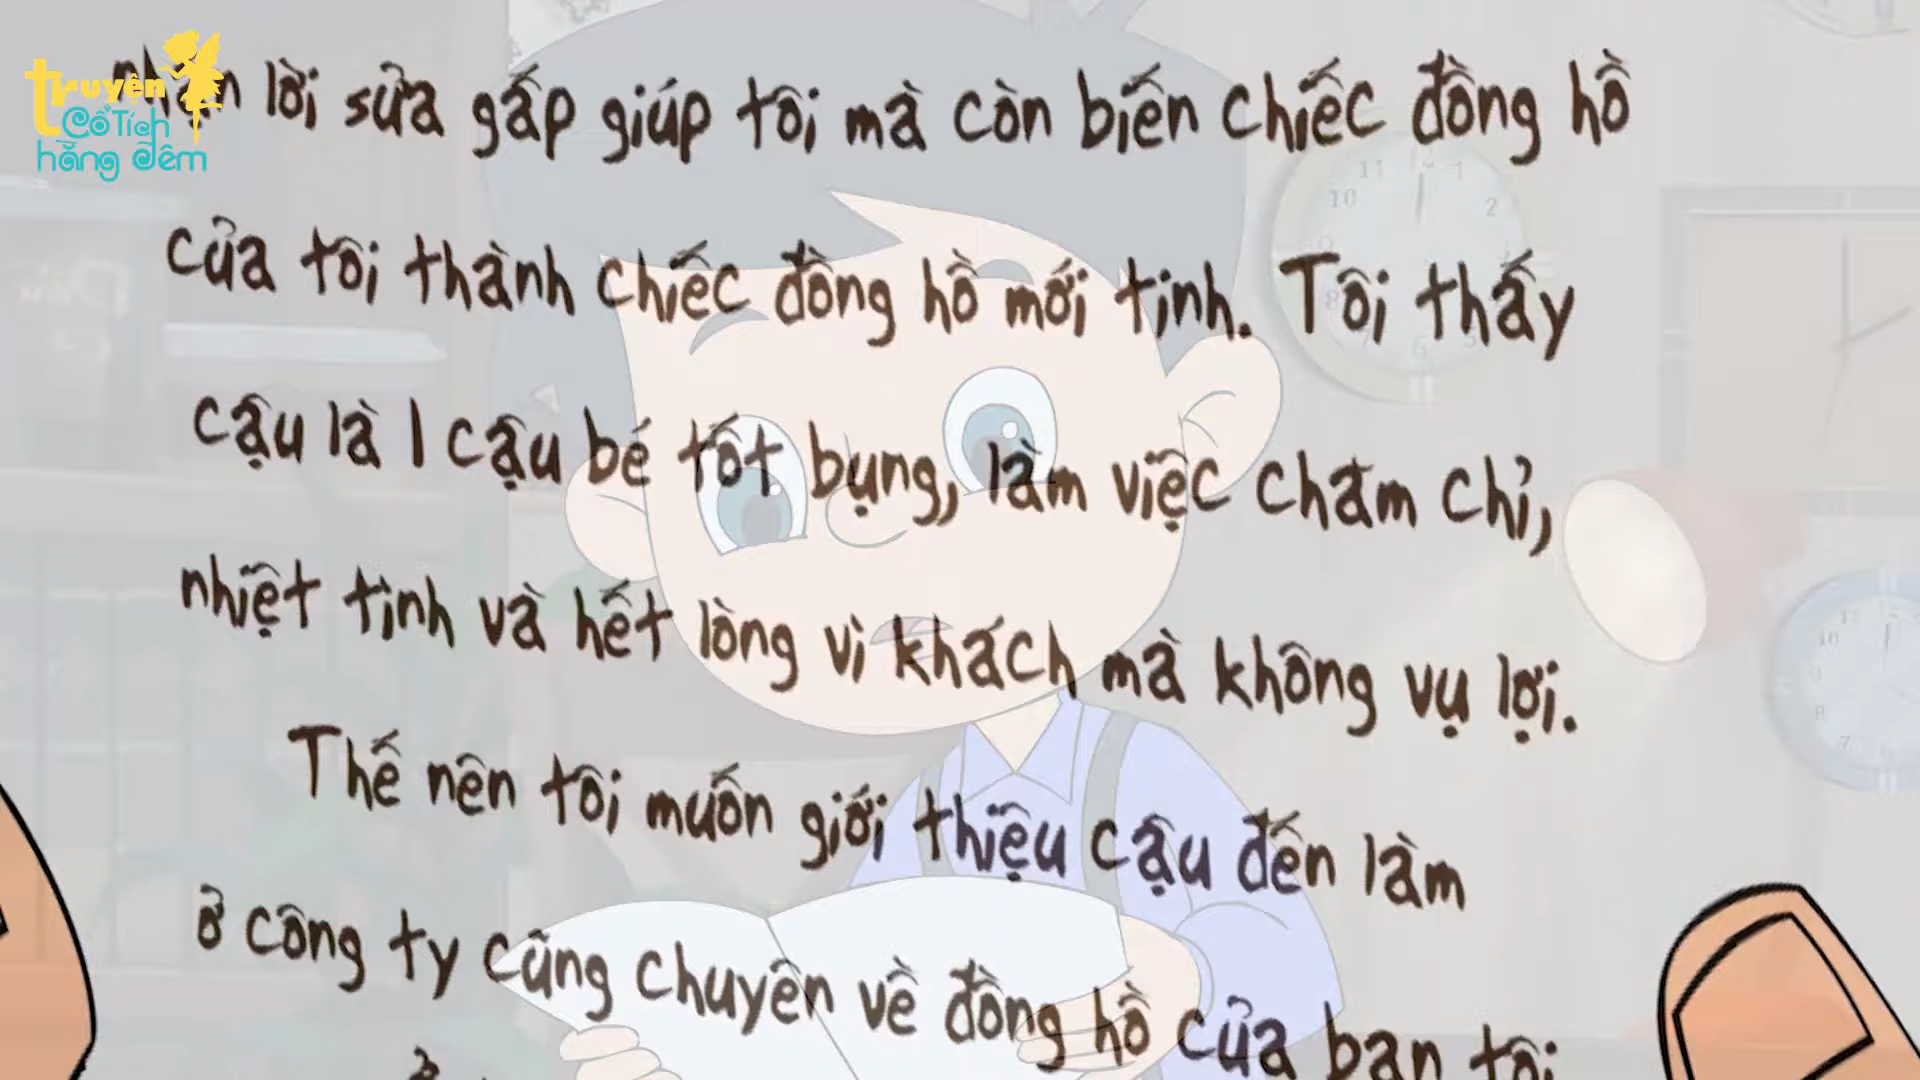 truyện
Cổ Tích
hằng đêm
nhận lời sửa gấp giúp tôi mà còn biến chiếc đồng hồ
của tôi thành chiếc đồng hồ mới tinh. Tôi thấy
cậu là 1 cậu bé tốt bụng, làm việc chăm chỉ,
nhiệt tình và hết lòng vì khách mà không vụ lợi.
Thế nên tôi muốn giới thiệu cậu đến làm
ở công ty cũng chuyên về đồng hồ của bạn tôi